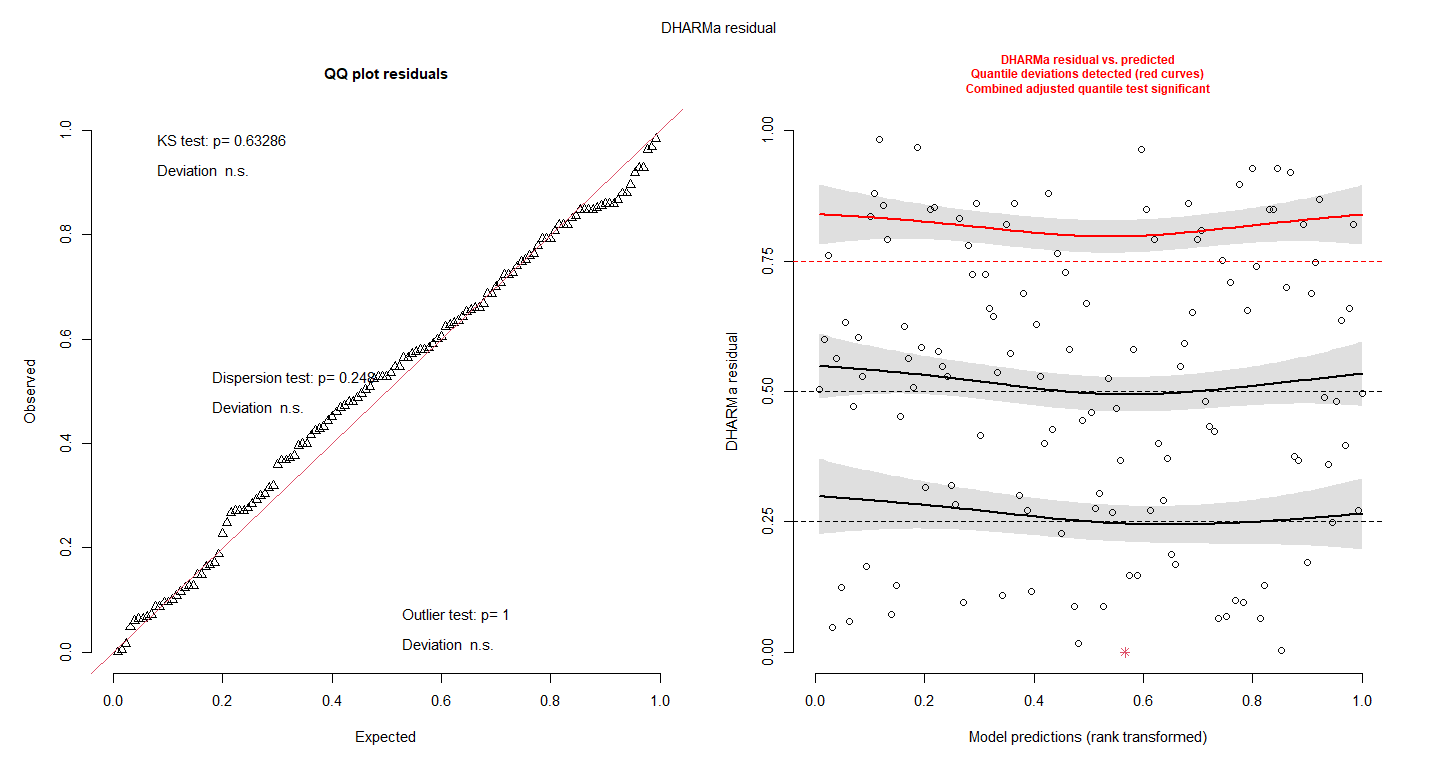 DHARMa residual
QQ plot residuals
KS test: p= 0.63286
Deviation n.s.
Dispersion test: p= 0.248
Deviation n.s.
Outlier test: p= 1
Deviation n.s.
Observed
0.0
0.2
0.4
0.6
0.8
1.0
0.0 0.2 0.4 0.6 0.8 1.0
Expected
DHARMa residual vs. predicted
Quantile deviations detected (red curves)
Combined adjusted quantile test significant
DHARMa residual
0.00
0.25
0.50
0.75
1.00
0.0 0.2 0.4 0.6 0.8 1.0
Model predictions (rank transformed)